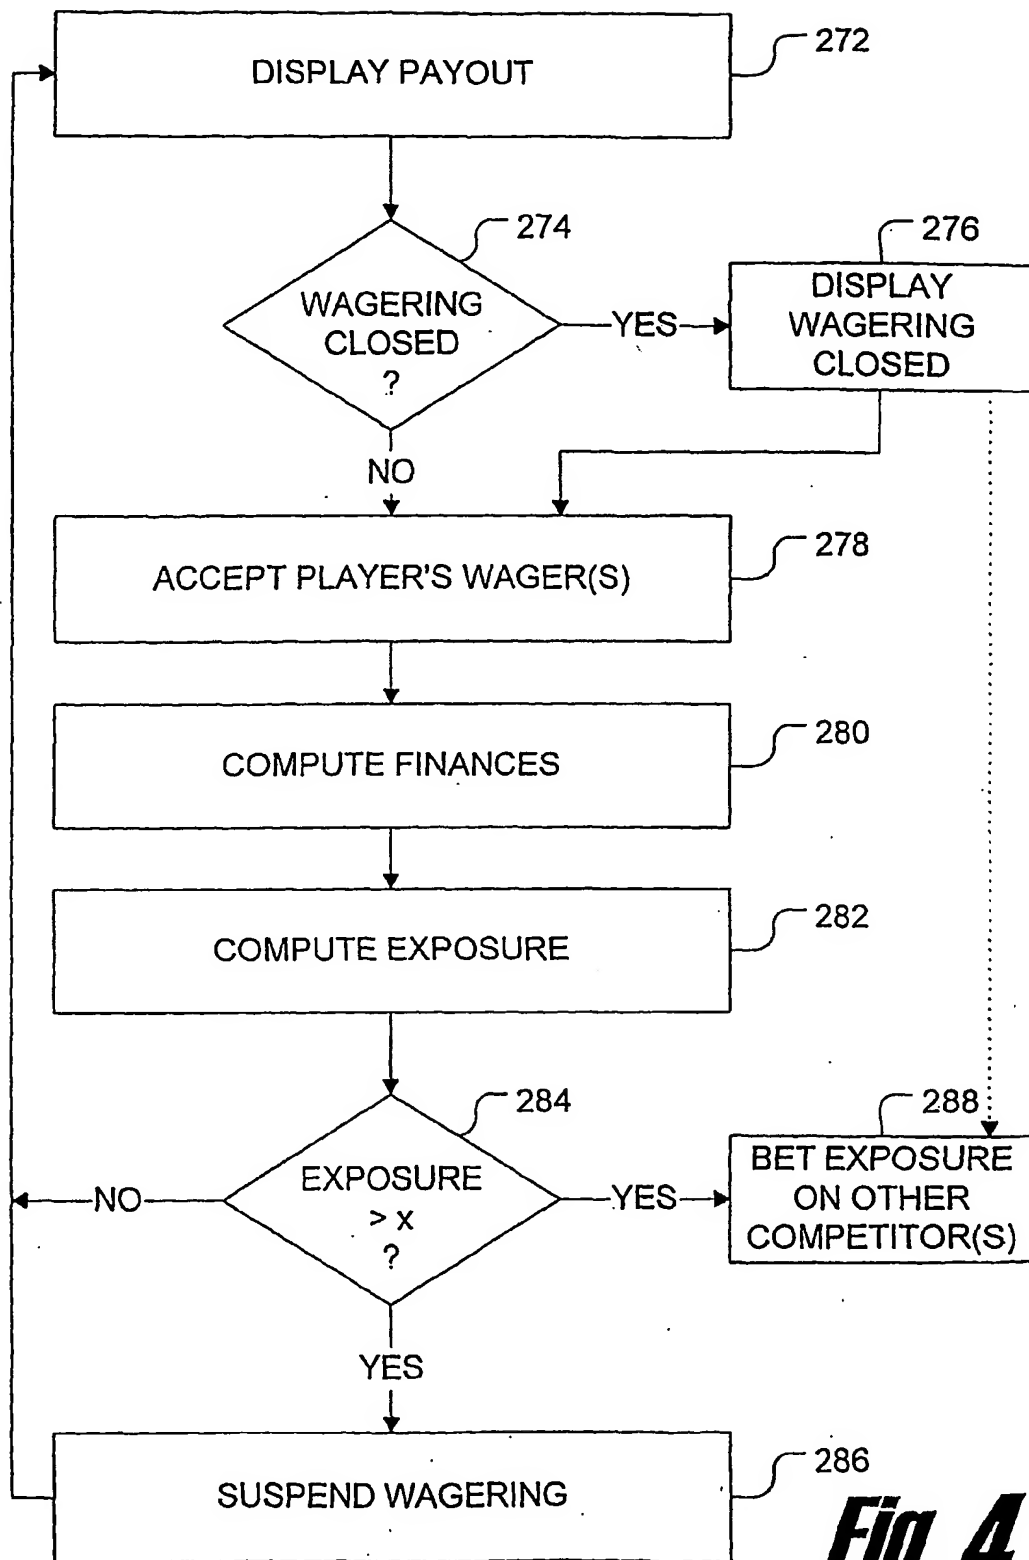 DISPLAY PAYOUT
272
274
WAGERING
CLOSED
?
YES
276
DISPLAY
WAGERING
CLOSED
NO
ACCEPT PLAYER'S WAGER(S)
278
COMPUTE FINANCES
280
COMPUTE EXPOSURE
282
284
EXPOSURE
> x
?
NO
YES
288
BET EXPOSURE
ON OTHER
COMPETITOR(S)
YES
SUSPEND WAGERING
286
Fig 4